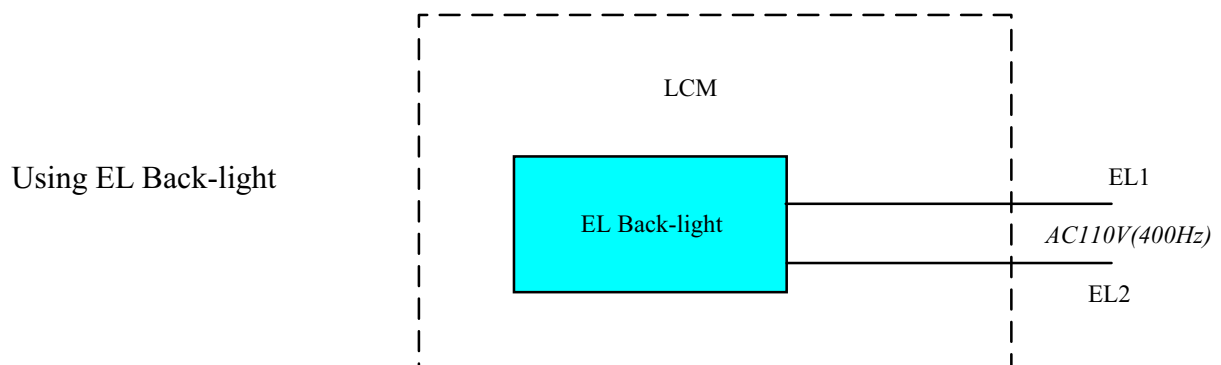 LCM
Using EL Back-light
EL Back-light
EL1
AC110V(400Hz)
EL2